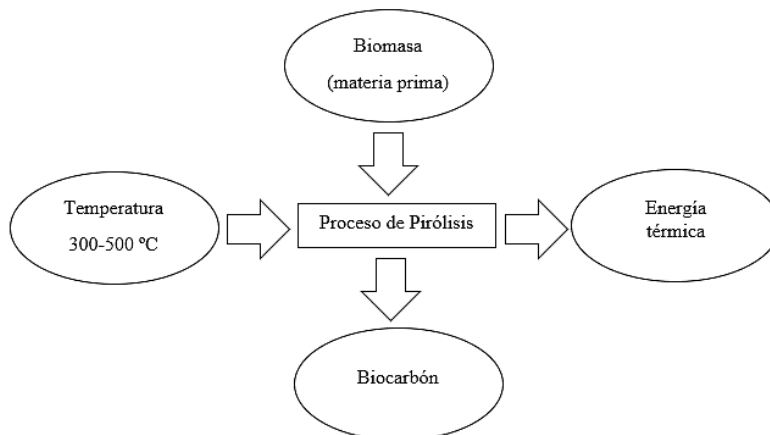 Biomasa
(materia prima)
Temperatura
300-500 ºC
Proceso de Pirólisis
Energía
térmica
Biocarbón